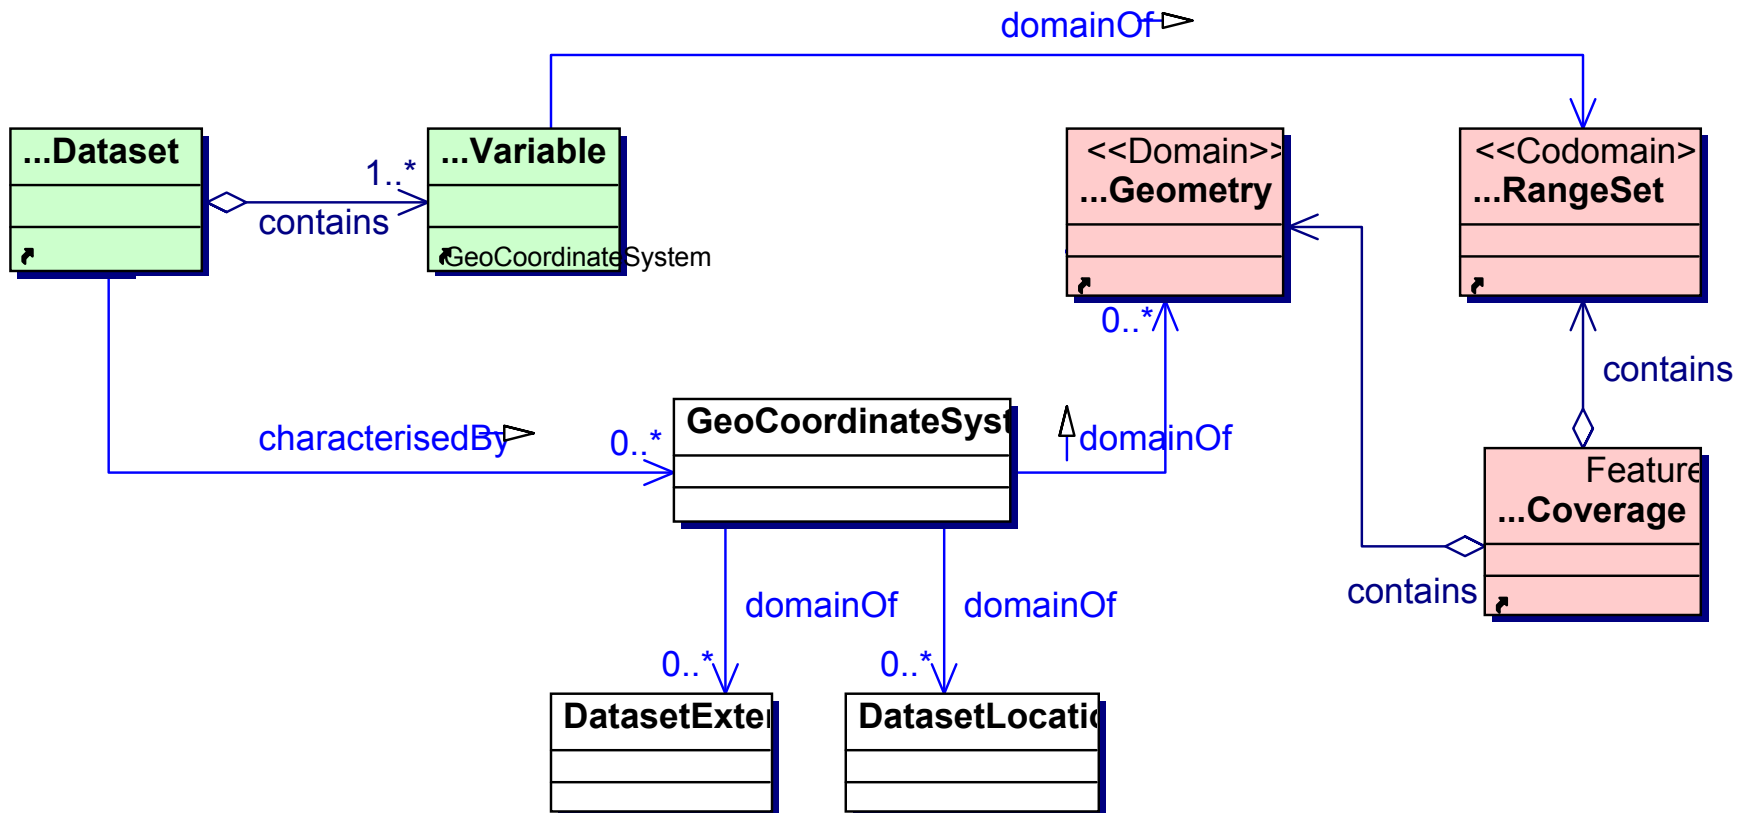 domainOf
...Dataset
1..*
contains
...Variable
GeoCoordinateSystem
<<Domain>>
...Geometry
<<Codomain>
...RangeSet
0..*
contains
characterisedBy
0..*
GeoCoordinateSyst
domainOf
Feature
...Coverage
contains
domainOf
domainOf
0..*
0..*
DatasetExte
DatasetLocatio